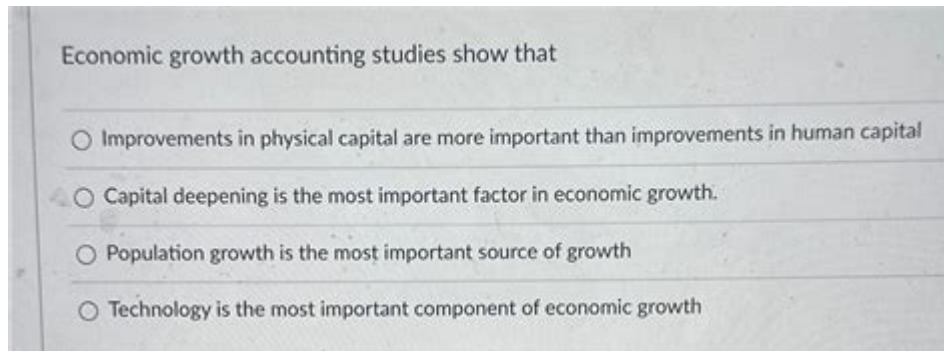 Economic growth accounting studies show that
Improvements in physical capital are more important than improvements in human capital
Capital deepening is the most important factor in economic growth.
Population growth is the most important source of growth
Technology is the most important component of economic growth